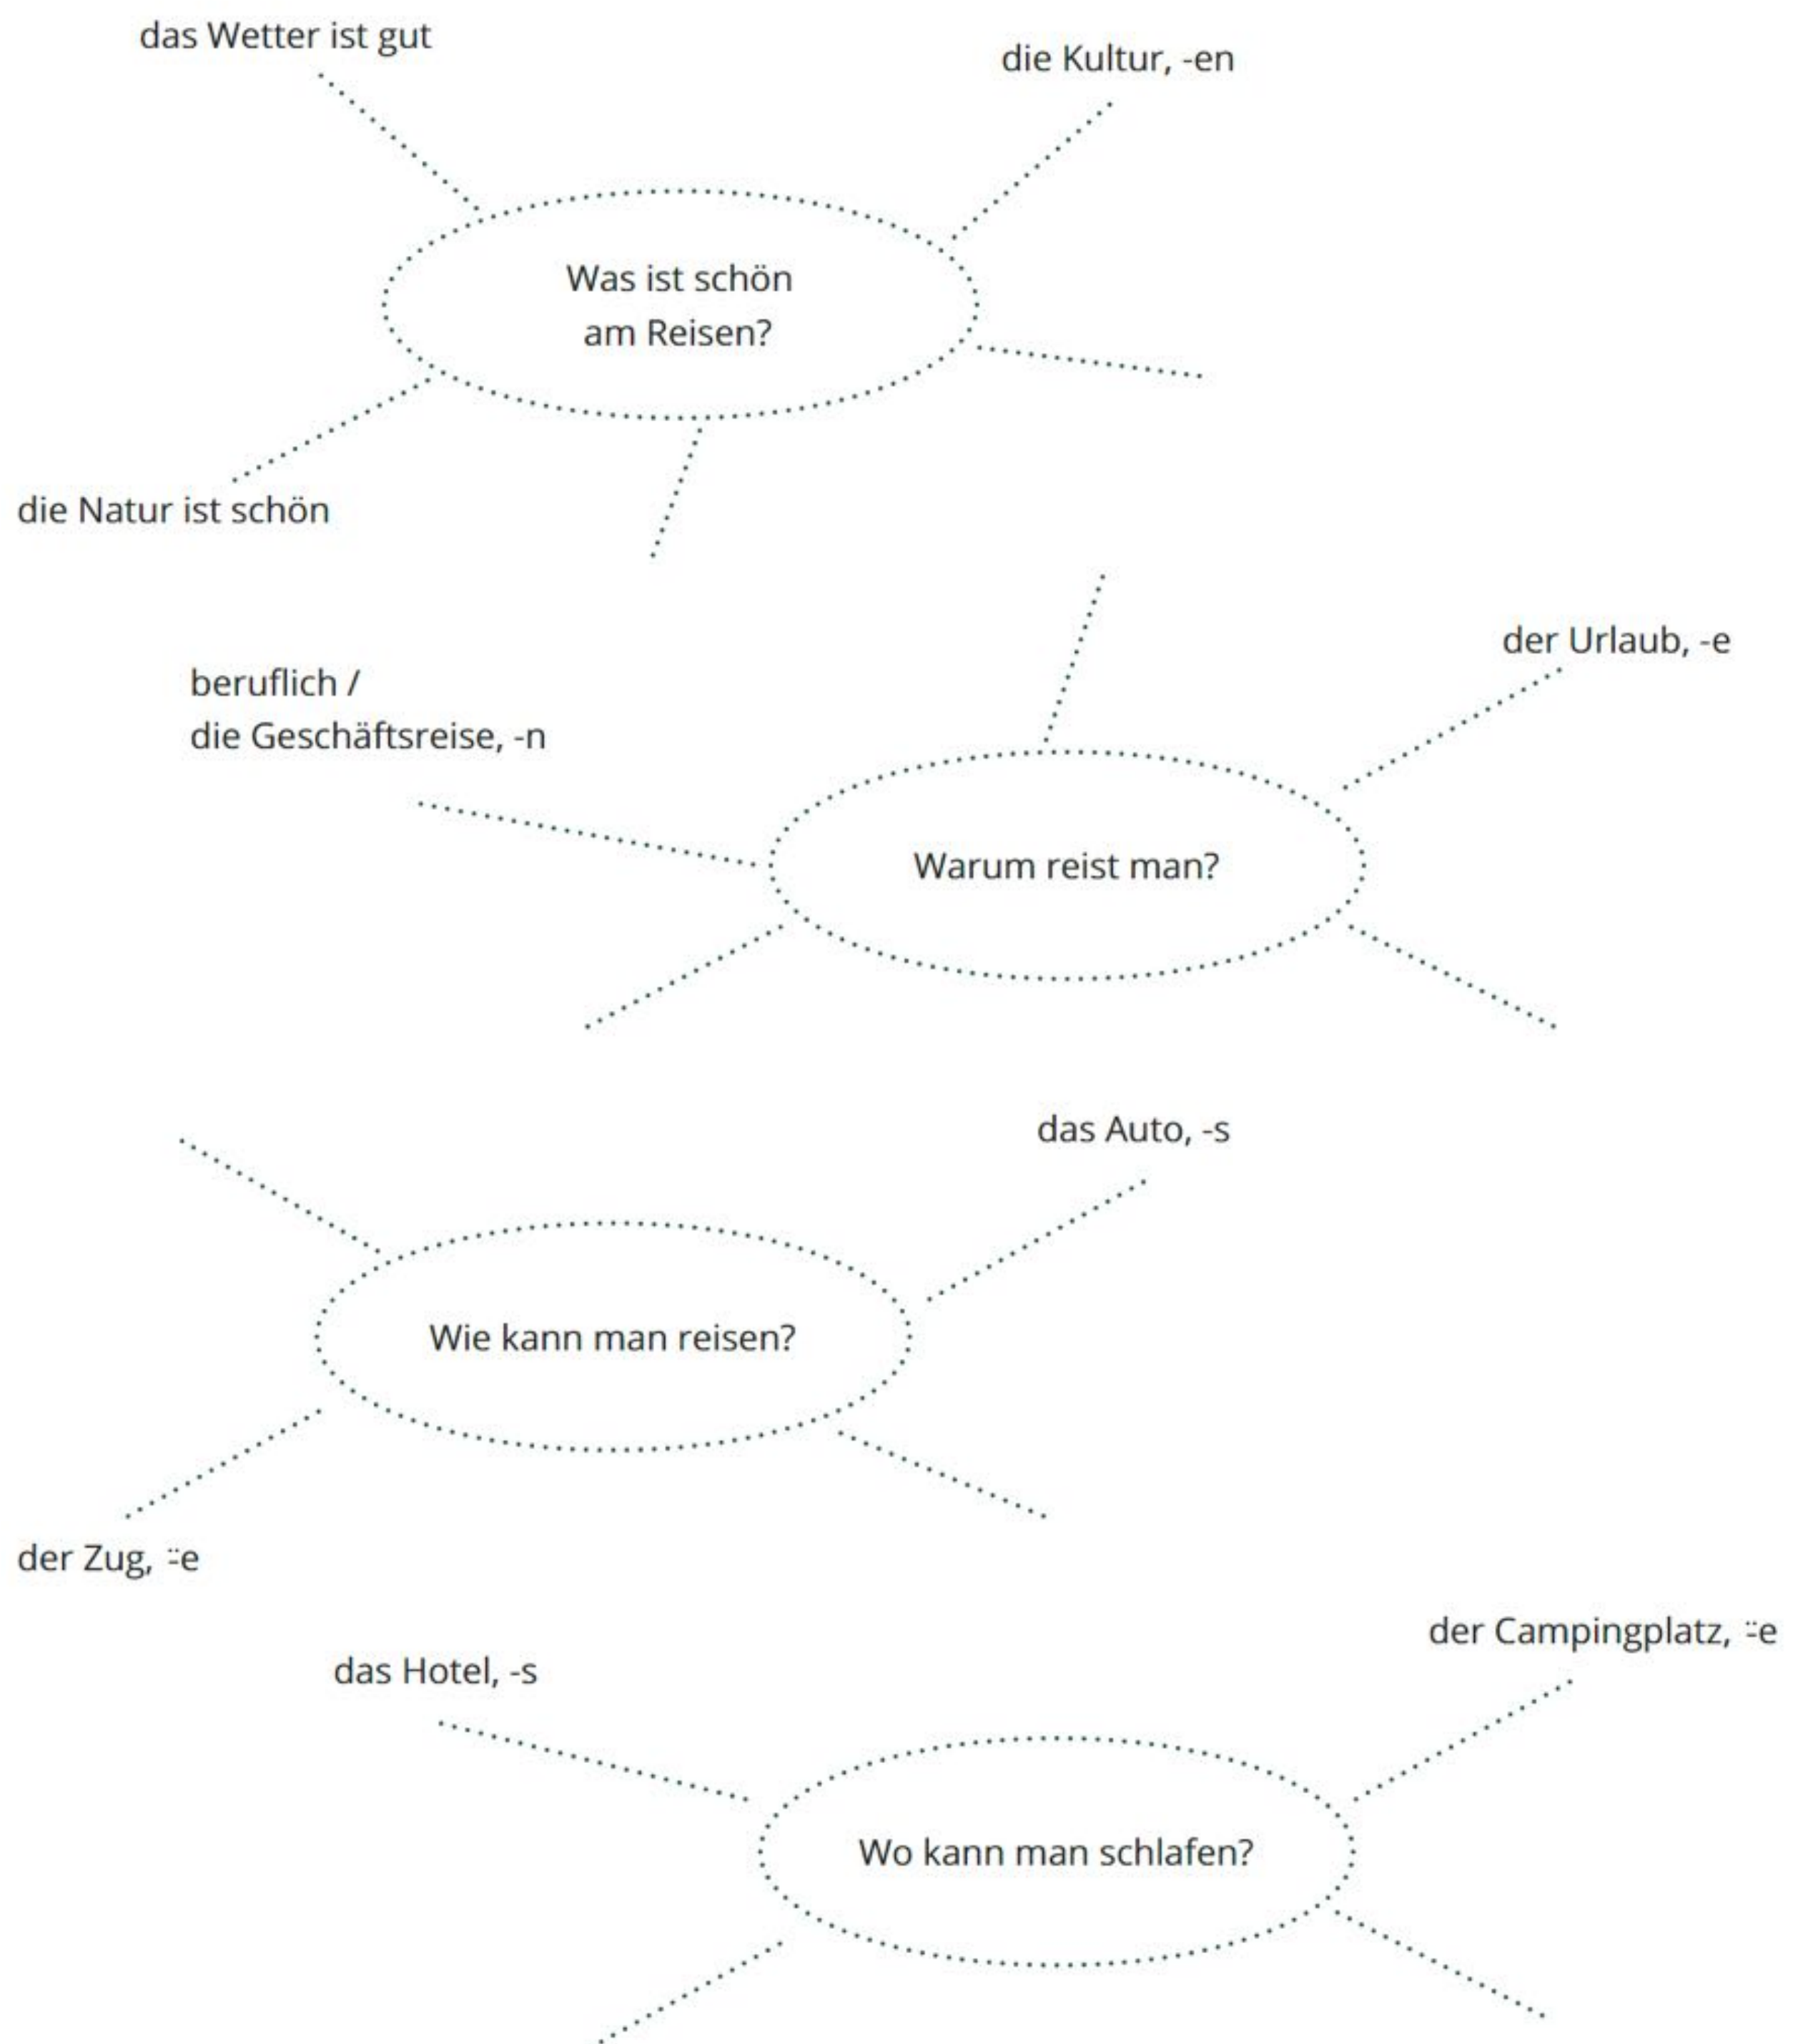 das Wetter ist gut
die Kultur, -en
Was ist schön
am Reisen?
die Natur ist schön
der Urlaub, -e
beruflich /
die Geschäftsreise, -n
Warum reist man?
das Auto, -s
Wie kann man reisen?
der Zug, ⸚e
der Campingplatz, ⸚e
das Hotel, -s
Wo kann man schlafen?